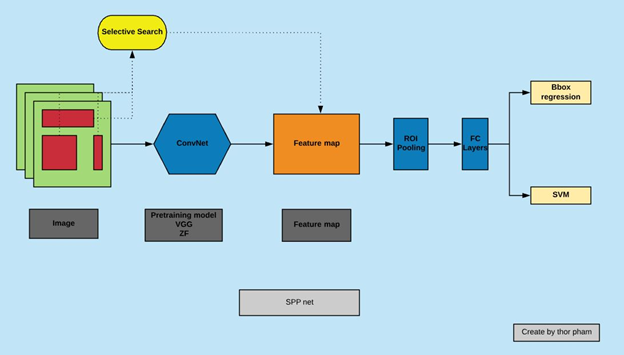 Selective Search
Bbox
regression
ConvNet
Feature map
ROI
Pooling
FC
Layers
SVM
Image
Pretraining model
VGG
ZF
Feature map
SPP net
Create by thor pham